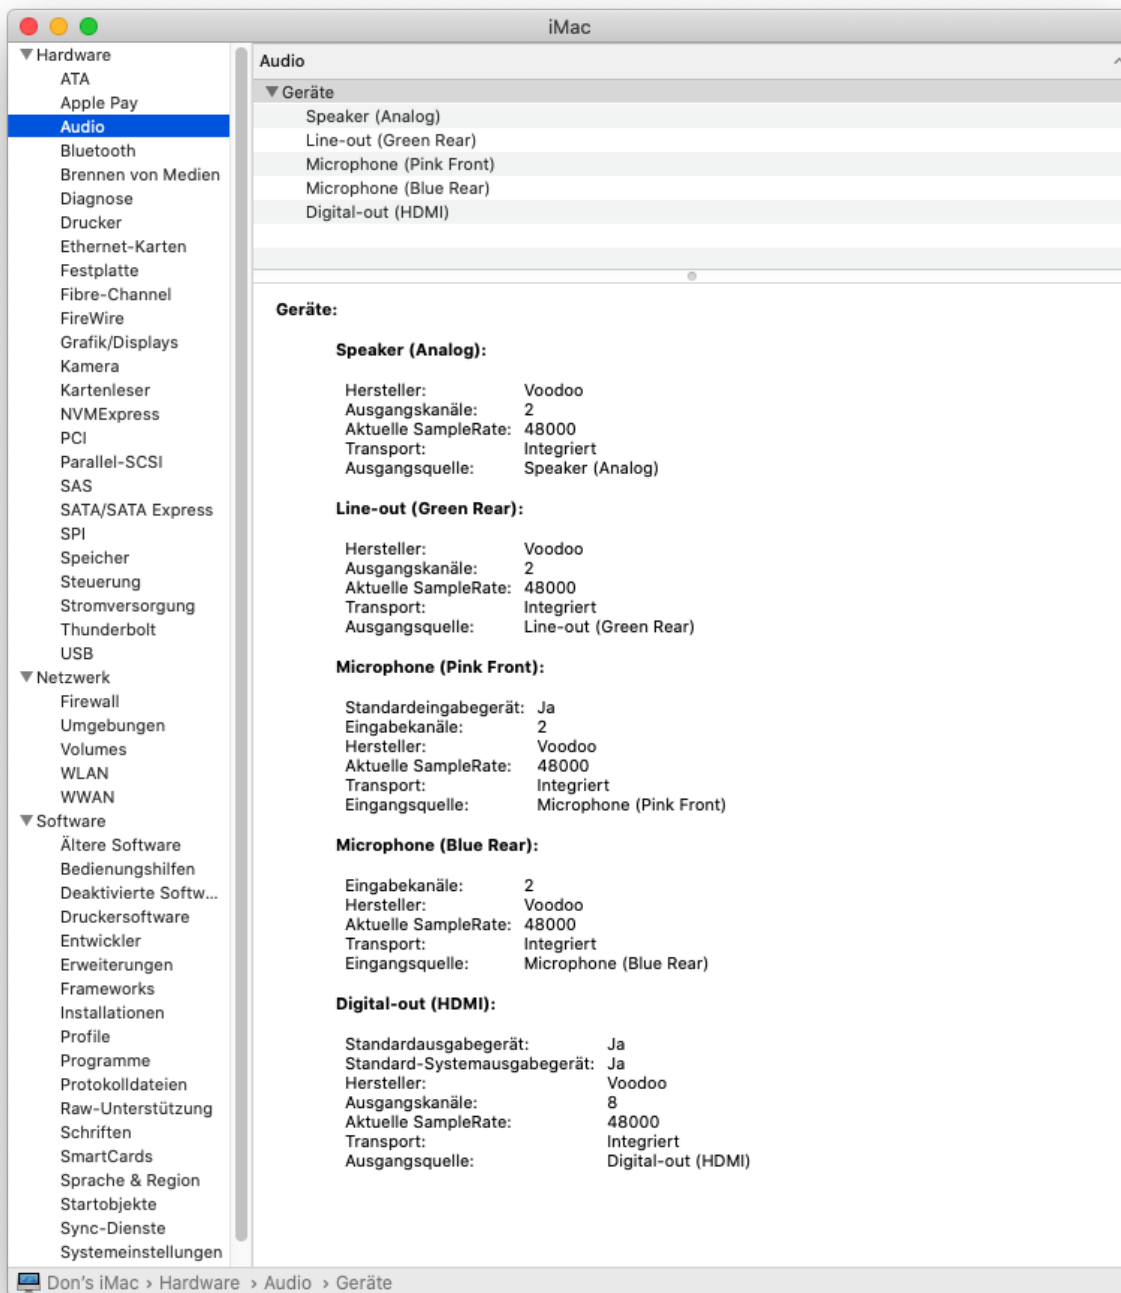 iMac
Hardware
ATA
Apple Pay
Audio
Bluetooth
Brennen von Medien
Diagnose
Drucker
Ethernet-Karten
Festplatte
Fibre-Channel
FireWire
Grafik/Displays
Kamera
Kartenleser
NVMExpress
PCI
Parallel-SCSI
SAS
SATA/SATA Express
SPI
Speicher
Steuerung
Stromversorgung
Thunderbolt
USB
Netzwerk
Firewall
Umgebungen
Volumes
WLAN
WWAN
Software
Ältere Software
Bedienungshilfen
Deaktivierte Softw...
Druckersoftware
Entwickler
Erweiterungen
Frameworks
Installationen
Profile
Programme
Protokolldateien
Raw-Unterstützung
Schriften
SmartCards
Sprache & Region
Startobjekte
Sync-Dienste
Systemeinstellungen
Audio
Geräte
Speaker (Analog)
Line-out (Green Rear)
Microphone (Pink Front)
Microphone (Blue Rear)
Digital-out (HDMI)
Geräte:
Speaker (Analog):
Hersteller: Voodoo
Ausgangskanäle: 2
Aktuelle SampleRate: 48000
Transport: Integriert
Ausgangsquelle: Speaker (Analog)
Line-out (Green Rear):
Hersteller: Voodoo
Ausgangskanäle: 2
Aktuelle SampleRate: 48000
Transport: Integriert
Ausgangsquelle: Line-out (Green Rear)
Microphone (Pink Front):
Standardeingabegerät: Ja
Eingabekanäle: 2
Hersteller: Voodoo
Aktuelle SampleRate: 48000
Transport: Integriert
Eingangsquelle: Microphone (Pink Front)
Microphone (Blue Rear):
Eingabekanäle: 2
Hersteller: Voodoo
Aktuelle SampleRate: 48000
Transport: Integriert
Eingangsquelle: Microphone (Blue Rear)
Digital-out (HDMI):
Standardausgabegerät: Ja
Standard-Systemausgabegerät: Ja
Hersteller: Voodoo
Ausgangskanäle: 8
Aktuelle SampleRate: 48000
Transport: Integriert
Ausgangsquelle: Digital-out (HDMI)
Don's iMac › Hardware › Audio › Geräte